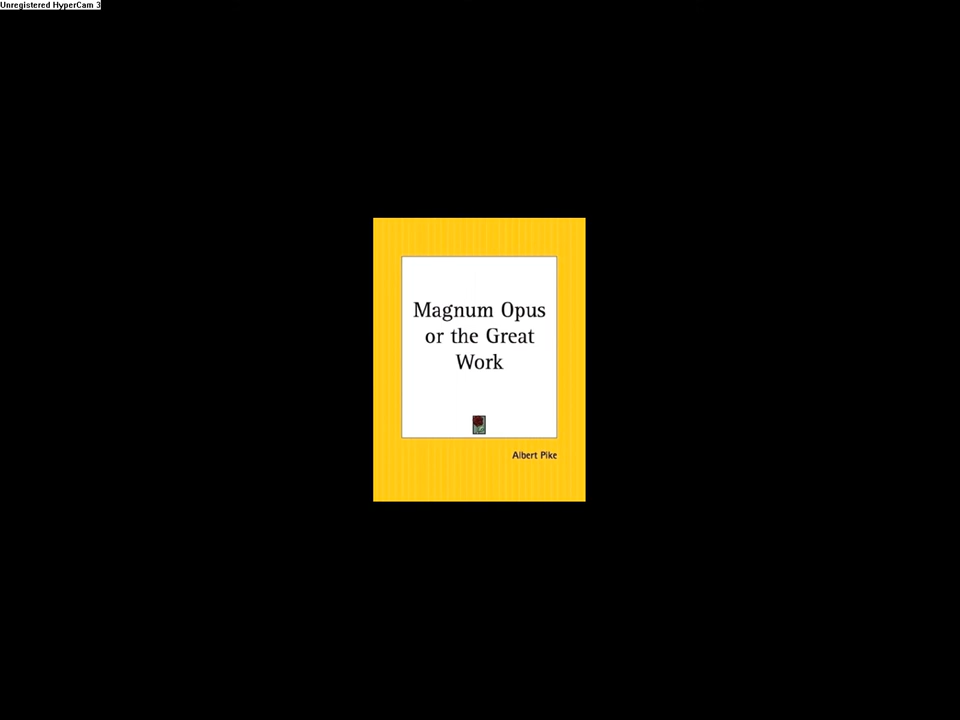 Unregistered HyperCam 3
Magnum Opus
or the Great
Work
Albert Pike